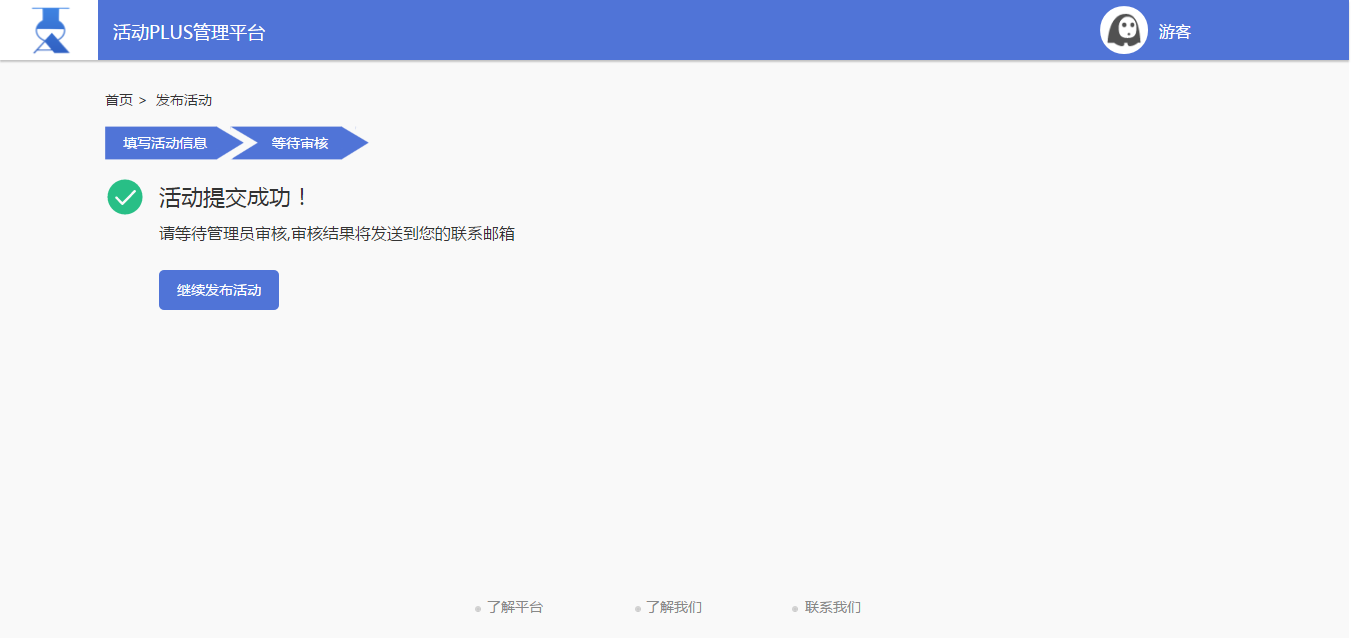 活动PLUS管理平台
游客
首页 > 发布活动
填写活动信息
等待审核
活动提交成功！
请等待管理员审核,审核结果将发送到您的联系邮箱
继续发布活动
了解平台
了解我们
联系我们